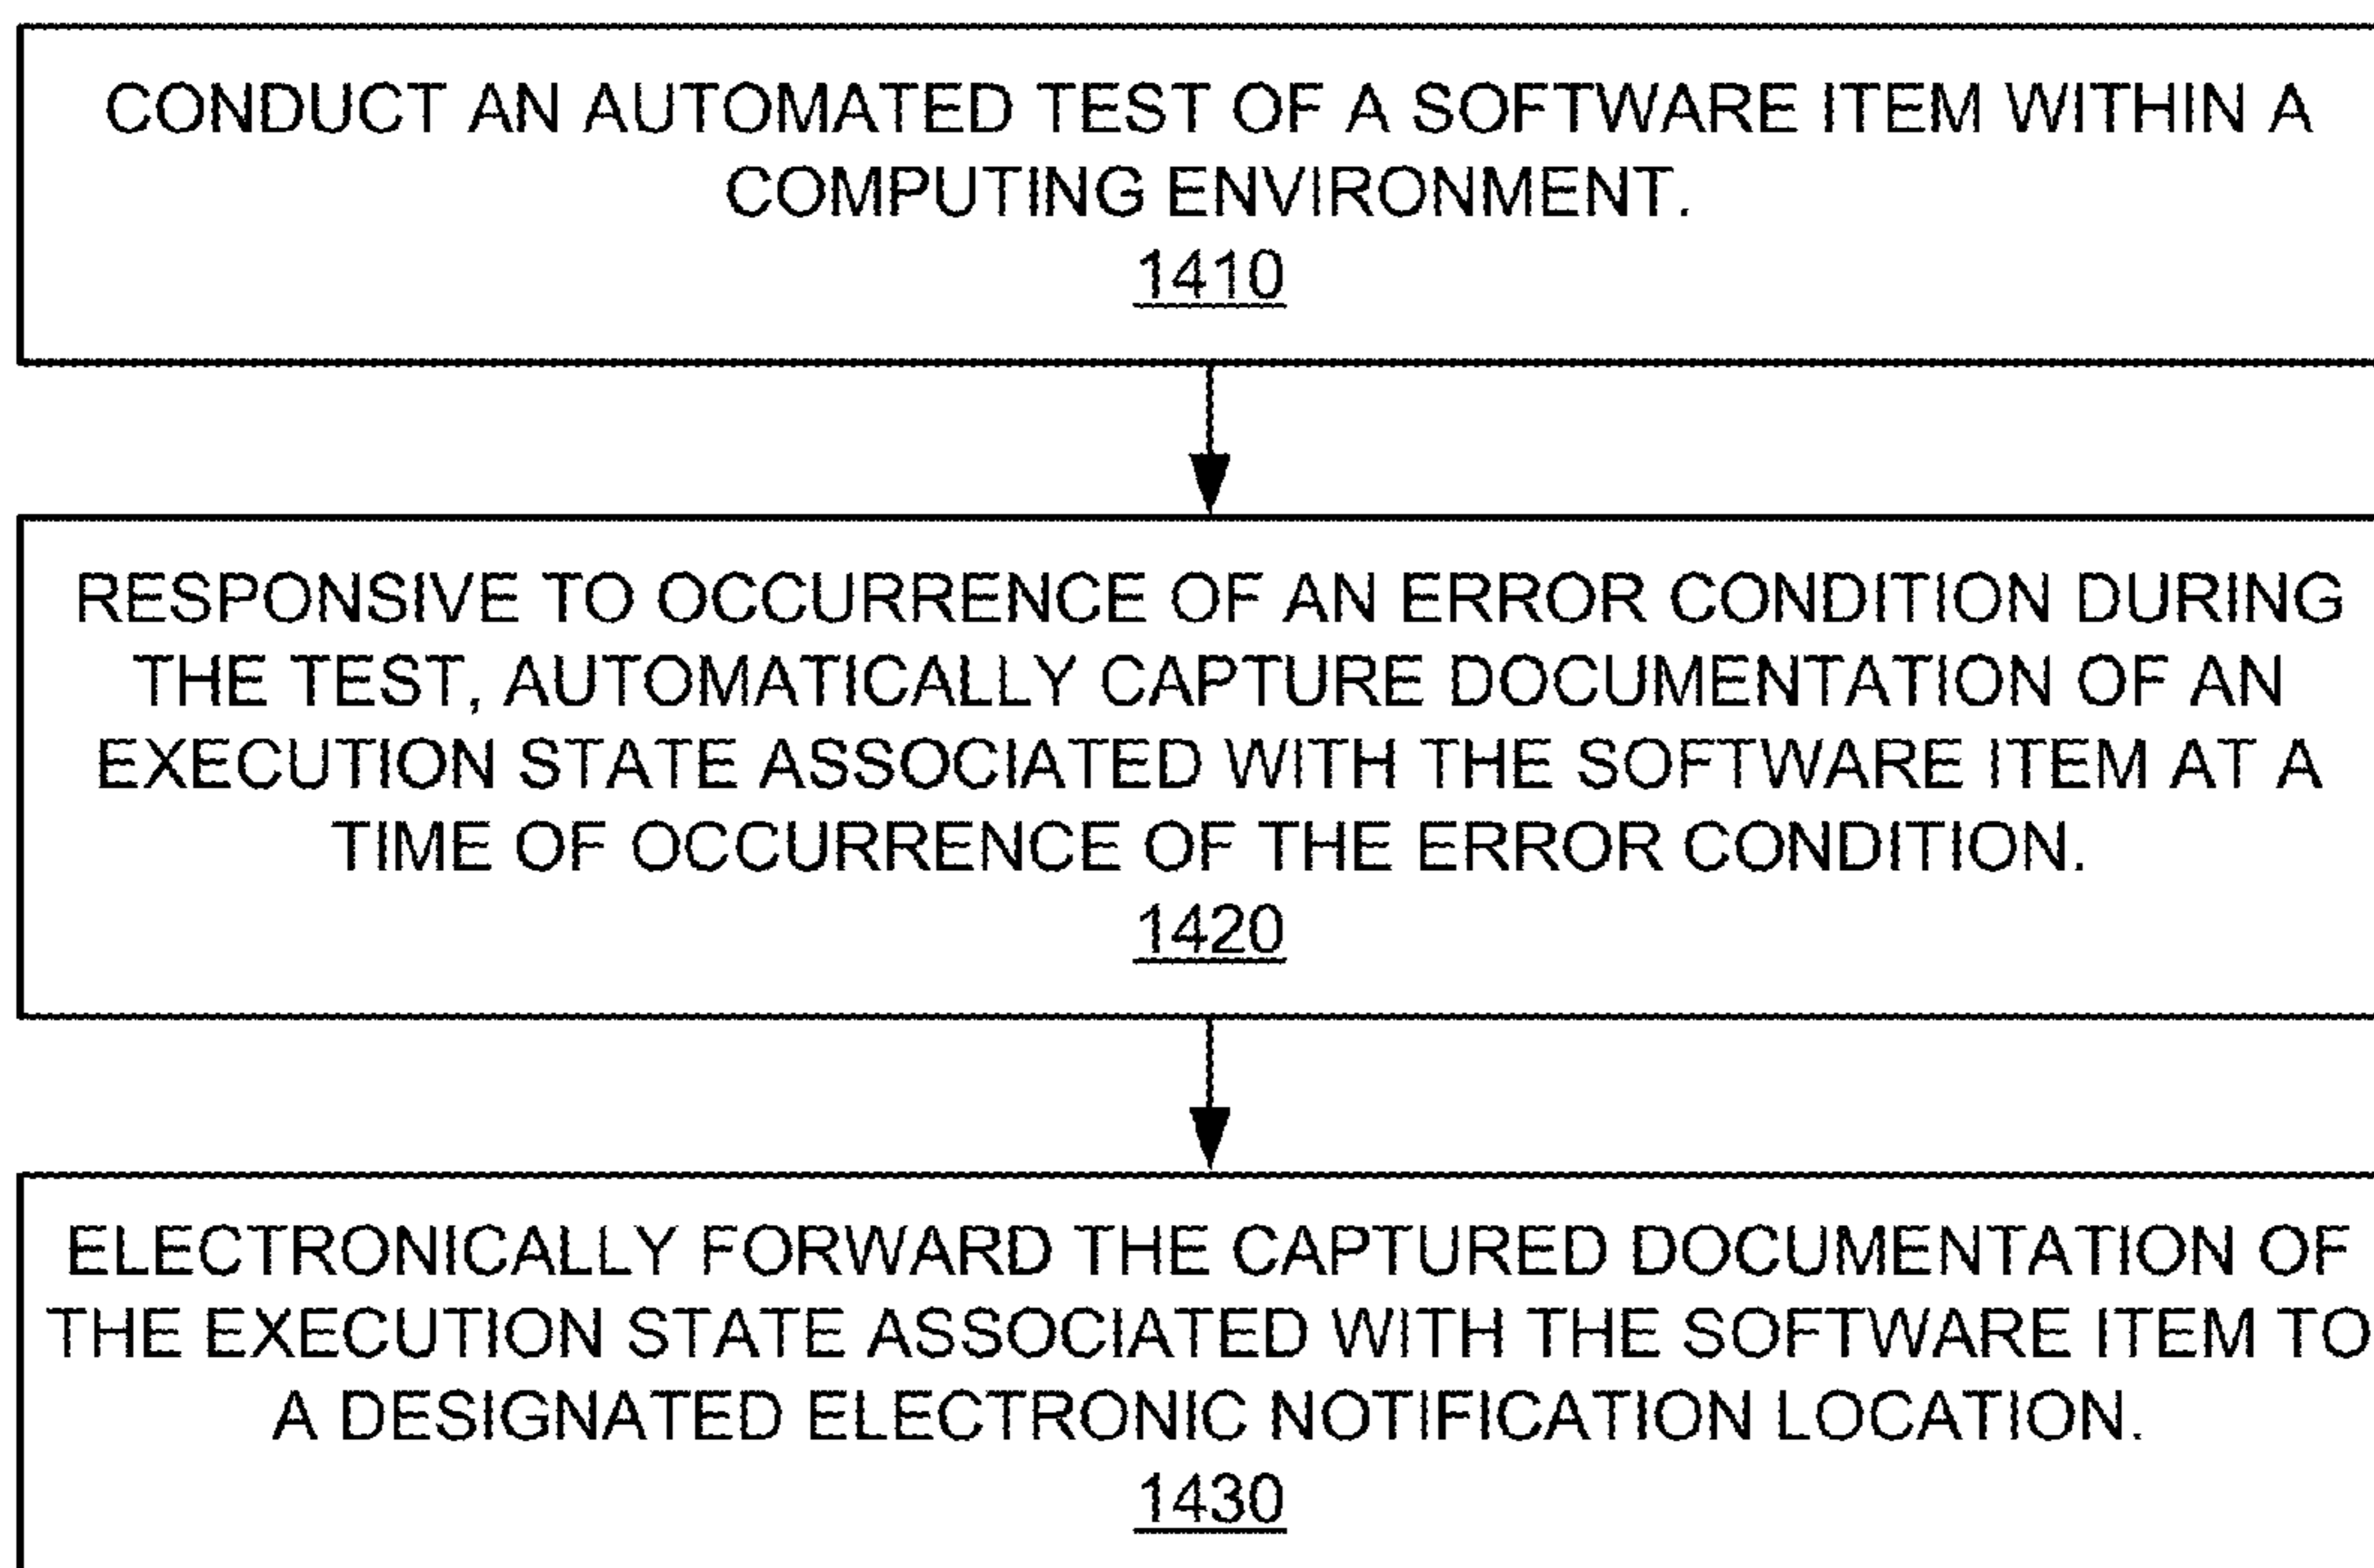 CONDUCT AN AUTOMATED TEST OF A SOFTWARE ITEM WITHIN A
COMPUTING ENVIRONMENT.
1410
RESPONSIVE TO OCCURRENCE OF AN ERROR CONDITION DURING
THE TEST, AUTOMATICALLY CAPTURE DOCUMENTATION OF AN
EXECUTION STATE ASSOCIATED WITH THE SOFTWARE ITEM AT A
TIME OF OCCURRENCE OF THE ERROR CONDITION.
1420
ELECTRONICALLY FORWARD THE CAPTURED DOCUMENTATION OF
THE EXECUTION STATE ASSOCIATED WITH THE SOFTWARE ITEM TO
A DESIGNATED ELECTRONIC NOTIFICATION LOCATION.
1430